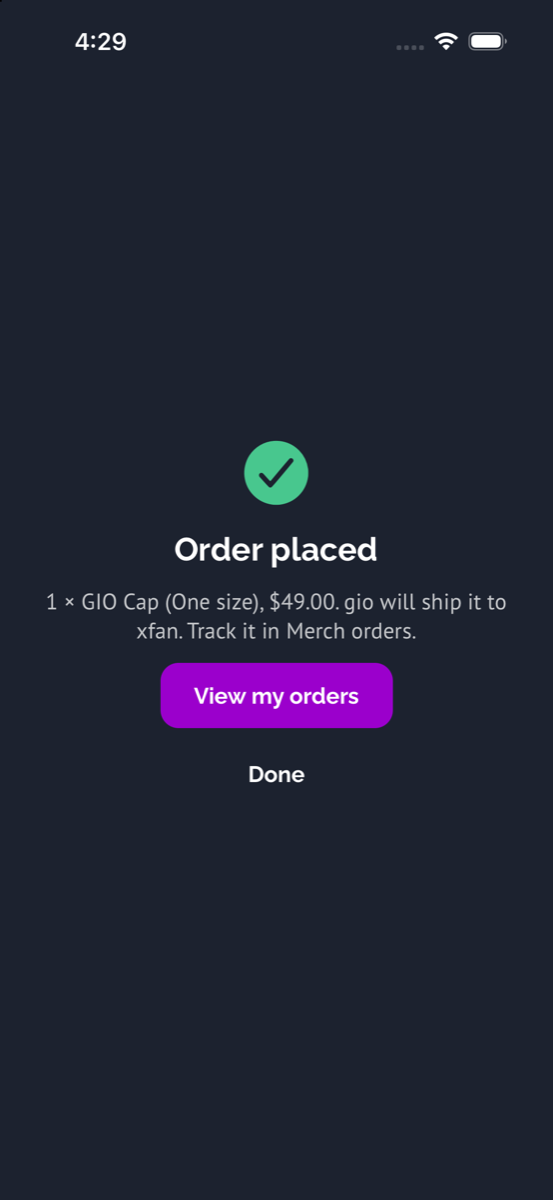 4:29
Order placed
1 × GIO Cap (One size), $49.00. gio will ship it to
xfan. Track it in Merch orders.
View my orders
Done